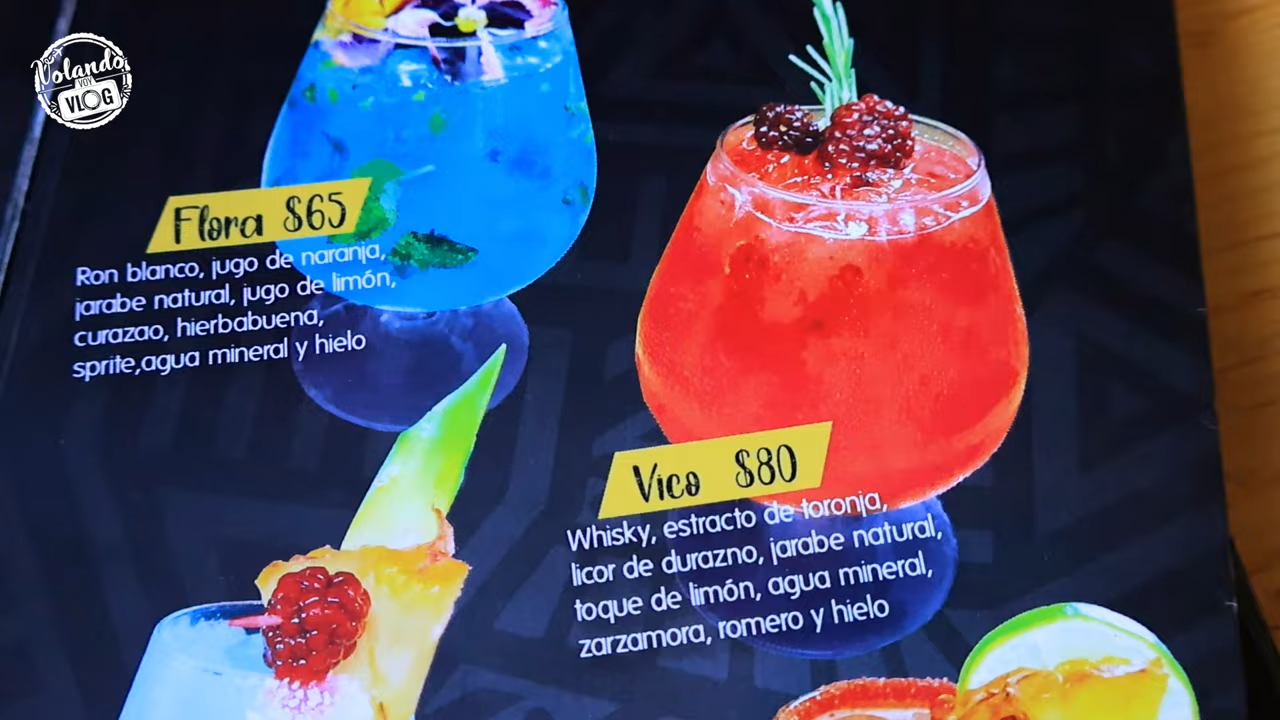 Volando
VOY
VLOG
Flora $65
Ron blanco, jugo de naranja,
jarabe natural, jugo de limón,
curazao, hierbabuena,
sprite,agua mineral y hielo
Vico $80
Whisky, estracto de toronja,
licor de durazno, jarabe natural,
toque de limón, agua mineral,
zarzamora, romero y hielo